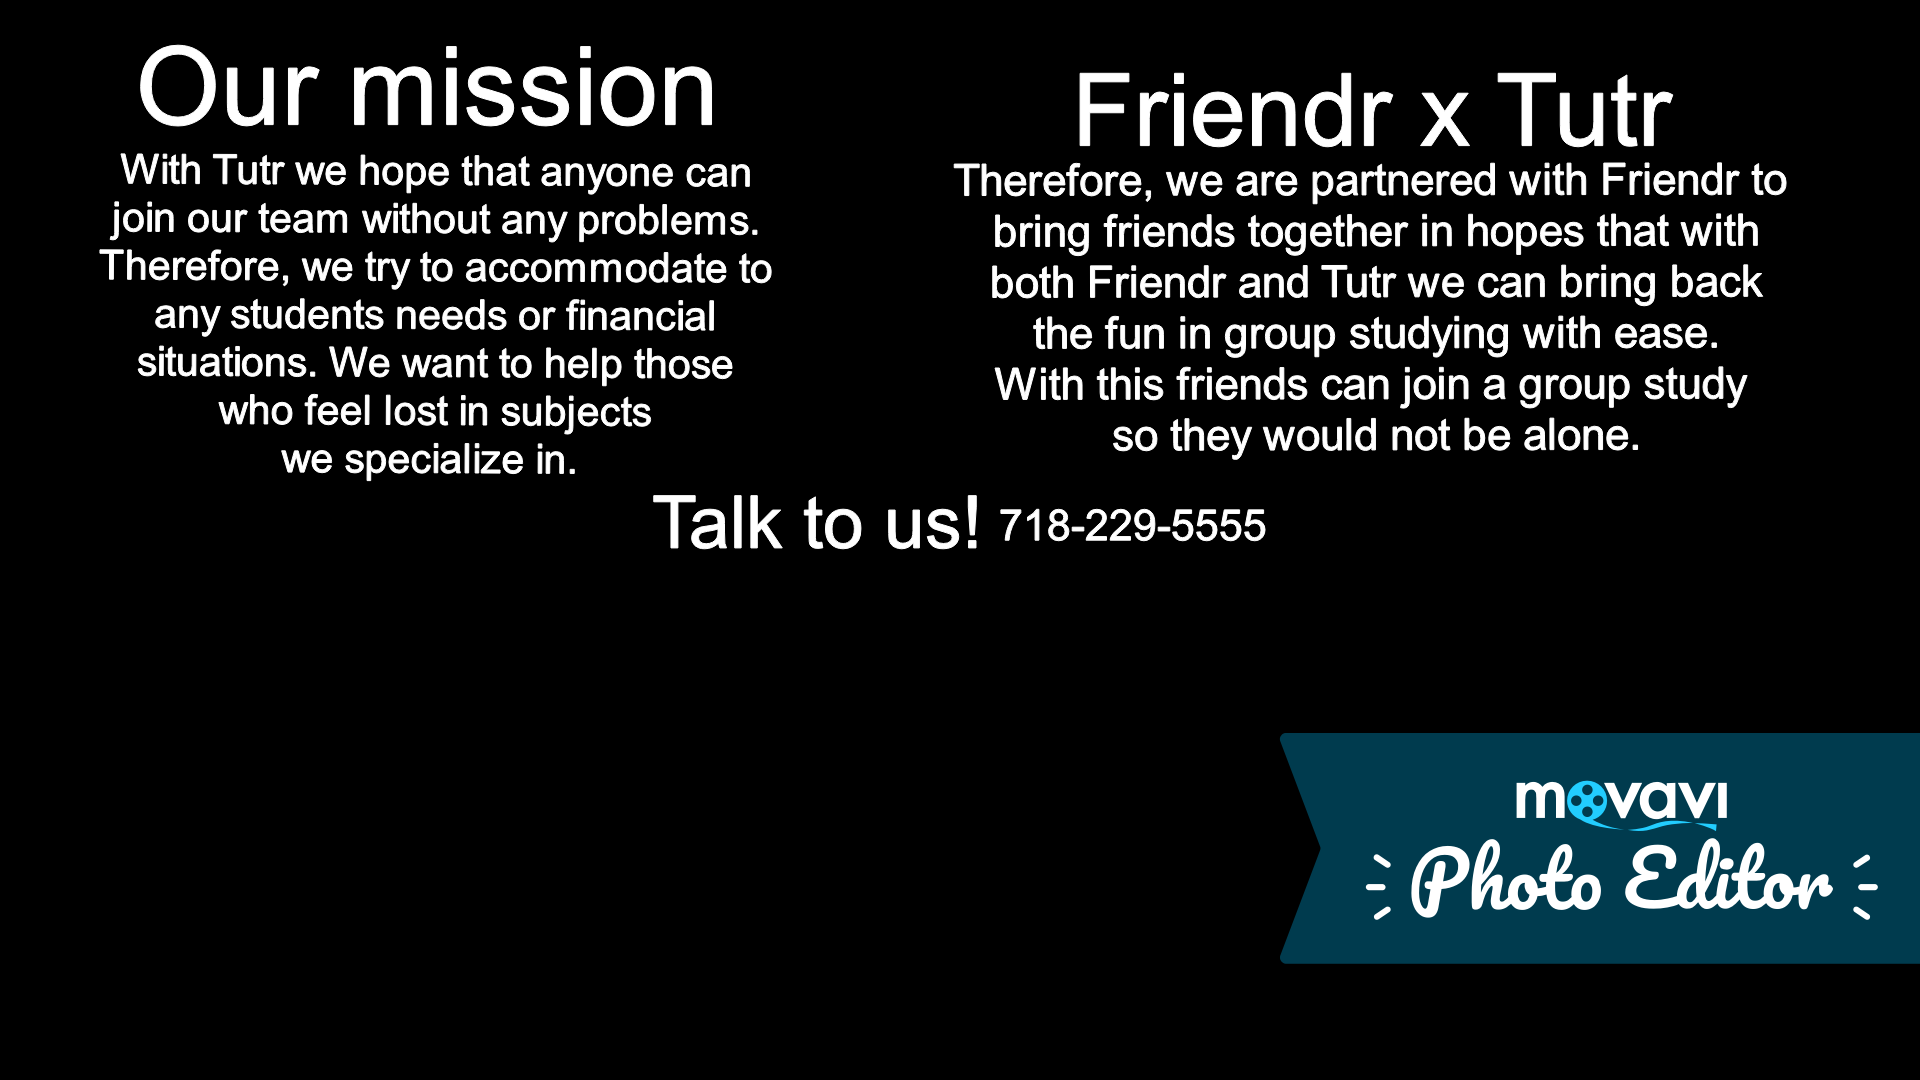 Our mission
With Tutr we hope that anyone can
join our team without any problems.
Therefore, we try to accommodate to
any students needs or financial
situations. We want to help those
who feel lost in subjects
we specialize in.
Friendr x Tutr
Therefore, we are partnered with Friendr to
bring friends together in hopes that with
both Friendr and Tutr we can bring back
the fun in group studying with ease.
With this friends can join a group study
so they would not be alone.
Talk to us! 718-229-5555
movavi
Photo Editor